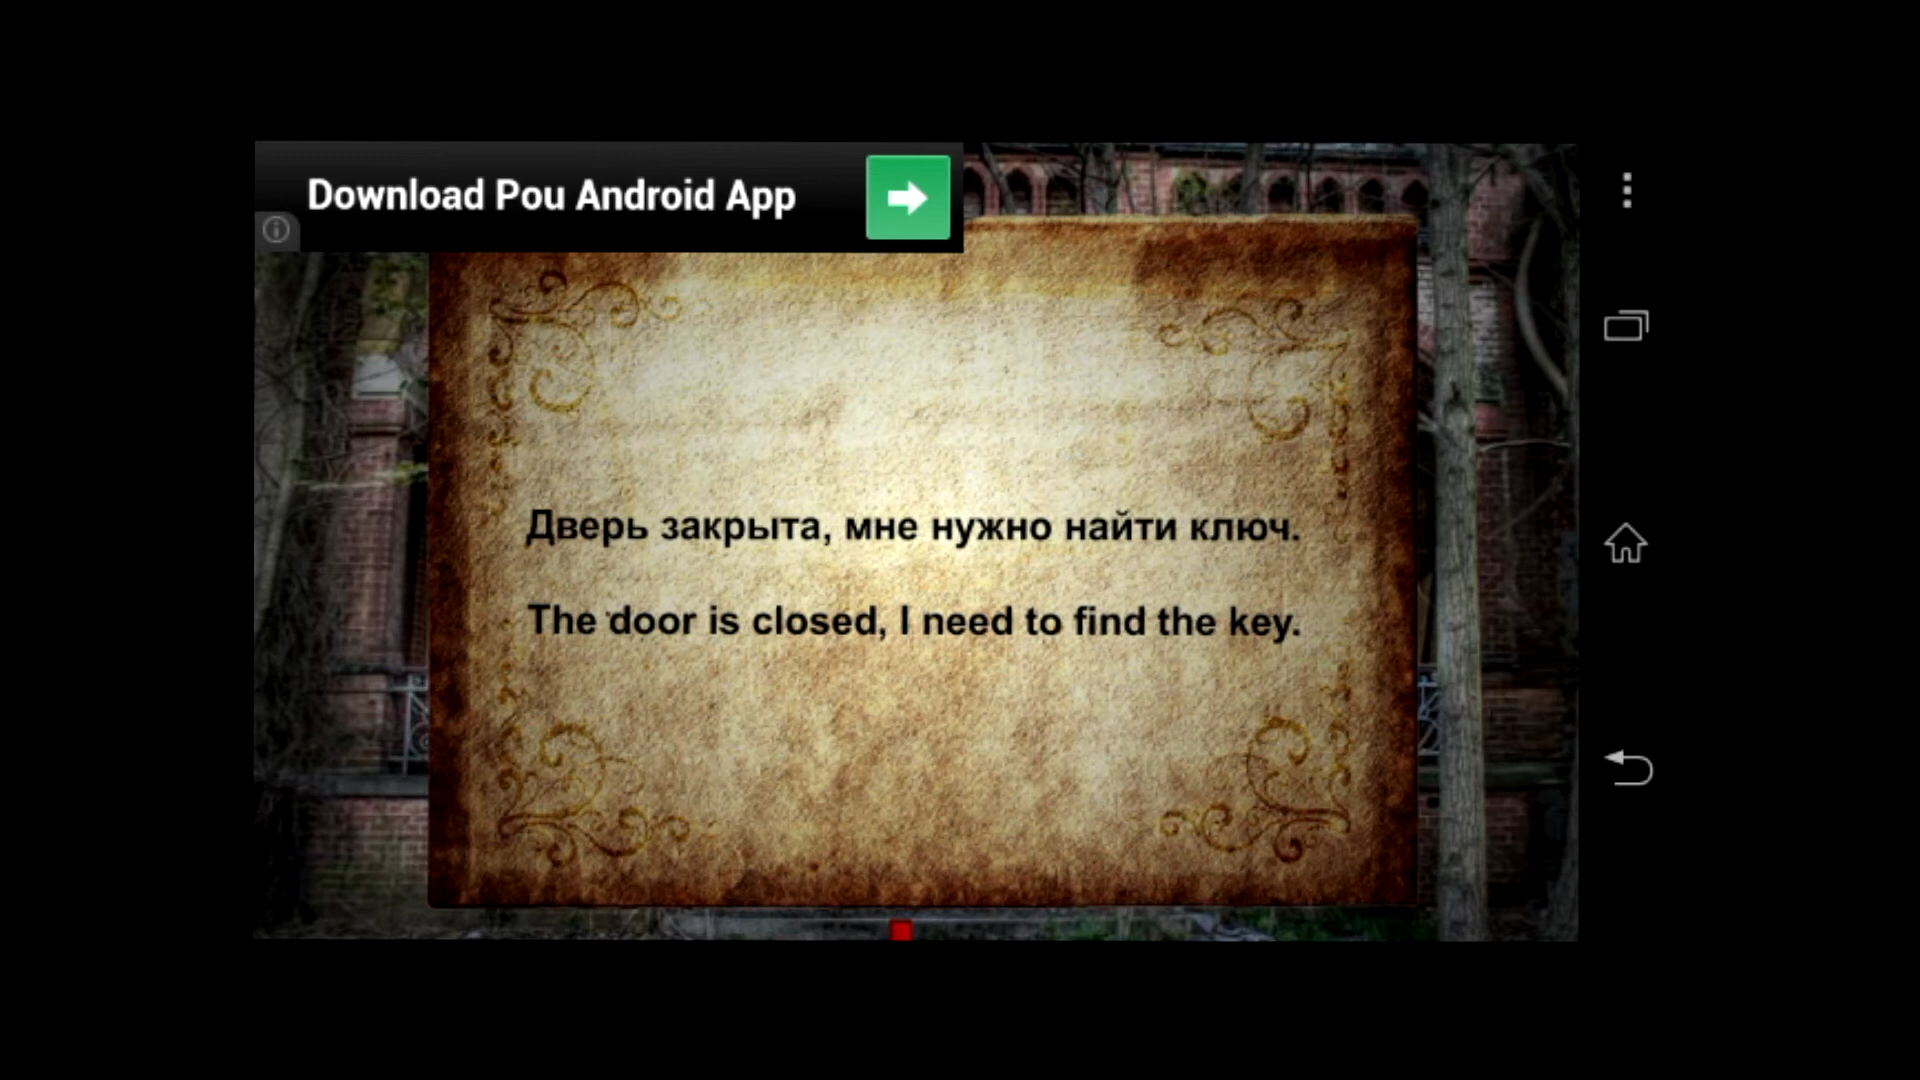 Download Pou Android App
Дверь закрыта, мне нужно найти ключ.
The door is closed, I need to find the key.